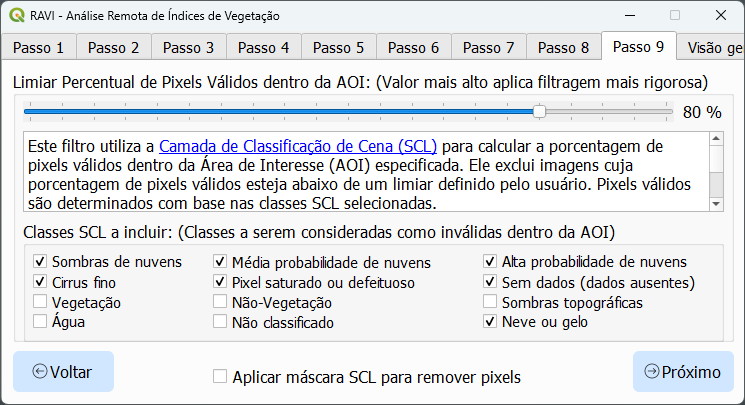 RAVI - Análise Remota de Índices de Vegetação
Passo 1 Passo 2 Passo 3 Passo 4 Passo 5 Passo 6 Passo 7 Passo 8 Passo 9 Visão ge
Limiar Percentual de Pixels Válidos dentro da AOI: (Valor mais alto aplica filtragem mais rigorosa)
80 %
Este filtro utiliza a Camada de Classificação de Cena (SCL) para calcular a porcentagem de
pixels válidos dentro da Área de Interesse (AOI) especificada. Ele exclui imagens cuja
porcentagem de pixels válidos esteja abaixo de um limiar definido pelo usuário. Pixels válidos
são determinados com base nas classes SCL selecionadas.
Classes SCL a incluir: (Classes a serem consideradas como inválidas dentro da AOI)
Sombras de nuvens Média probabilidade de nuvens Alta probabilidade de nuvens
Cirrus fino Pixel saturado ou defeituoso Sem dados (dados ausentes)
Vegetação Não-Vegetação Sombras topográficas
Água Não classificado Neve ou gelo
Voltar Aplicar máscara SCL para remover pixels Próximo